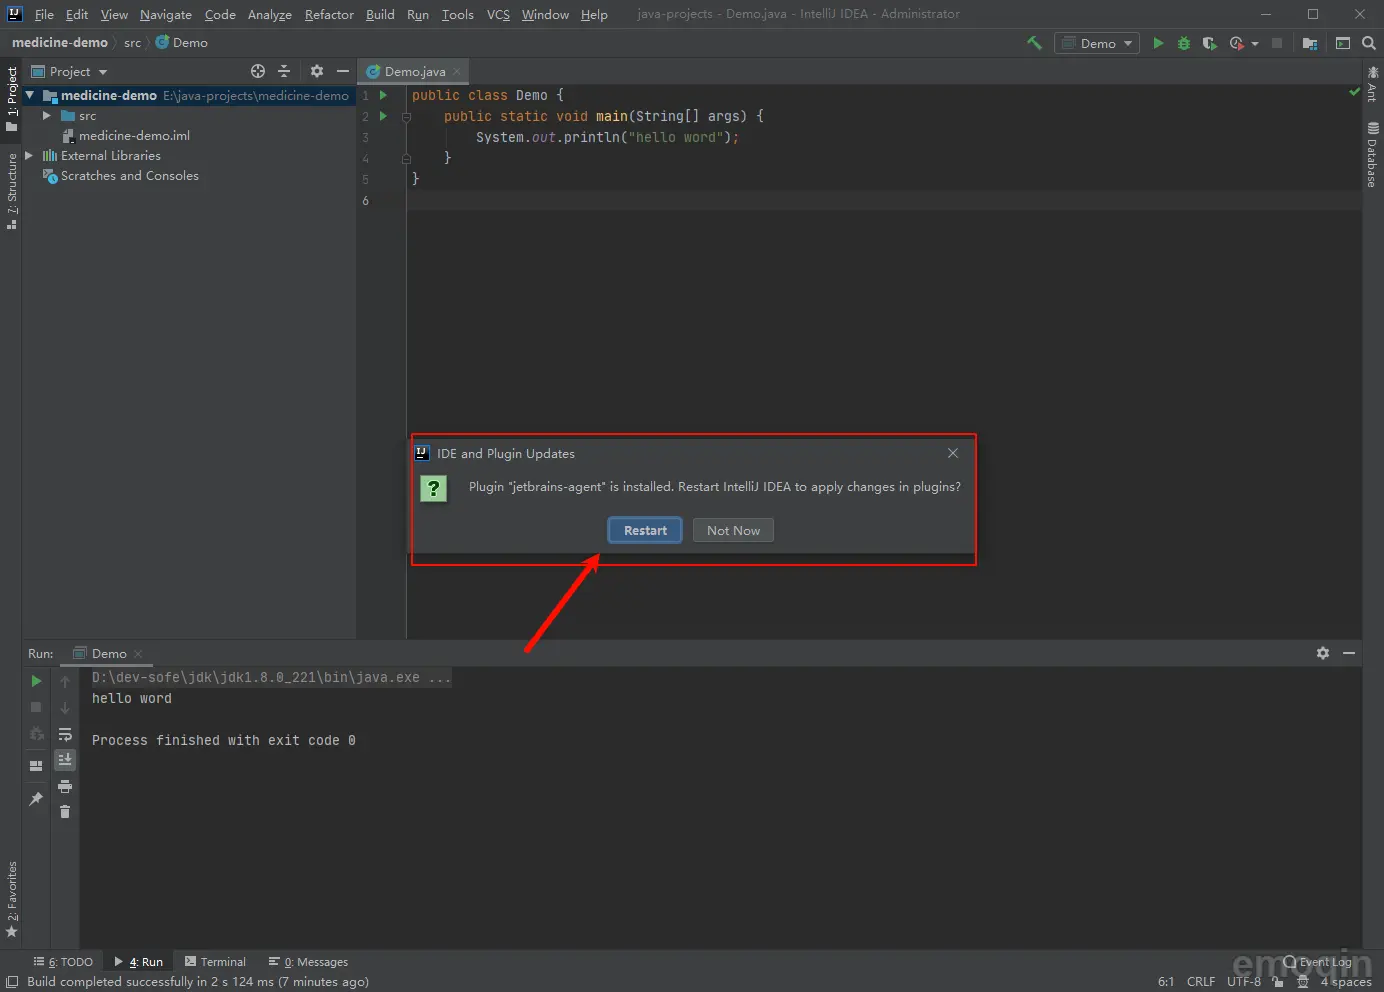 File Edit View Navigate Code Analyze Refactor Build Run Tools VCS Window Help java-projects - Demo.java - IntelliJ IDEA - Administrator
medicine-demo src Demo
Demo
1: Project
Project
Demo.java
medicine-demo E:\java-projects\medicine-demo
src
medicine-demo.iml
External Libraries
Scratches and Consoles
7: Structure
1 public class Demo {
2 public static void main(String[] args) {
3 System.out.println("hello word");
4 }
5 }
6
Ant
Database
IDE and Plugin Updates
Plugin "jetbrains-agent" is installed. Restart IntelliJ IDEA to apply changes in plugins?
Restart Not Now
Run: Demo
D:\dev-sofe\jdk\jdk1.8.0_221\bin\java.exe ...
hello word
Process finished with exit code 0
2: Favorites
6: TODO 4: Run Terminal 0: Messages
Event Log
emoqin
Build completed successfully in 2 s 124 ms (7 minutes ago)
6:1 CRLF UTF-8 4 spaces